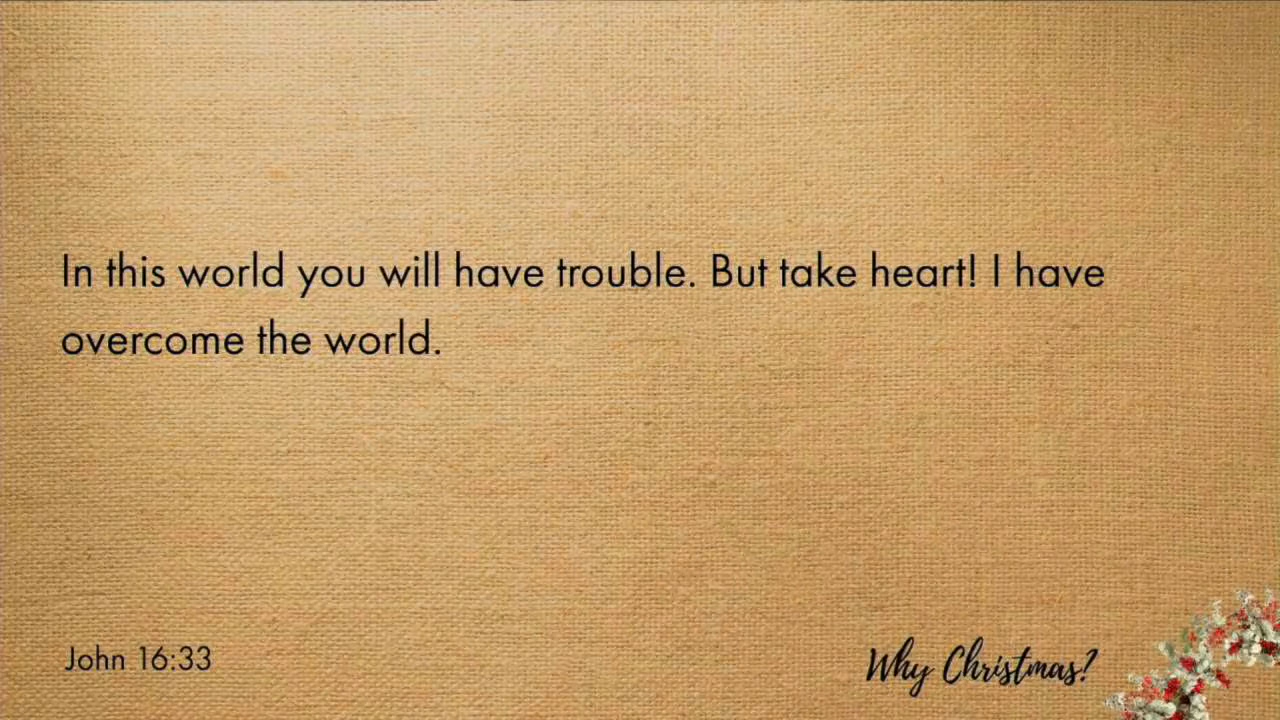 In this world you will have trouble. But take heart! I have
overcome the world.
John 16:33
Why Christmas?